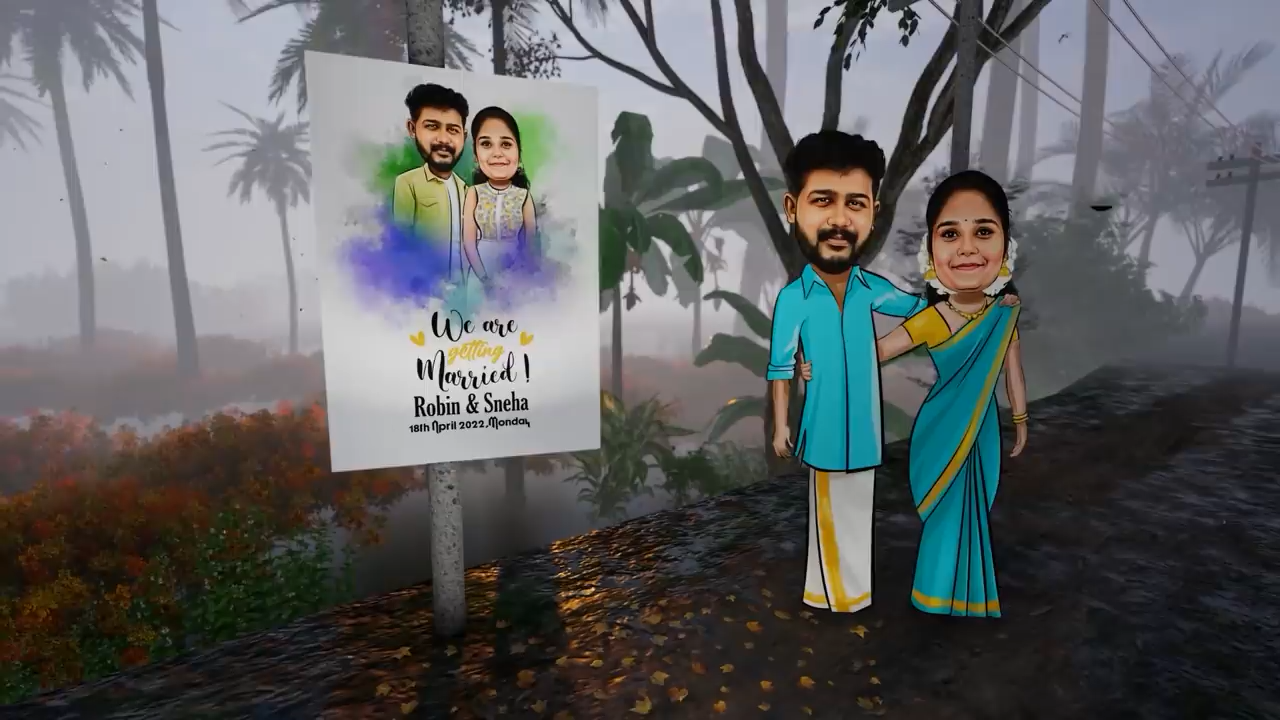 We are
getting
Married !
Robin & Sneha
18th April 2022,Monday